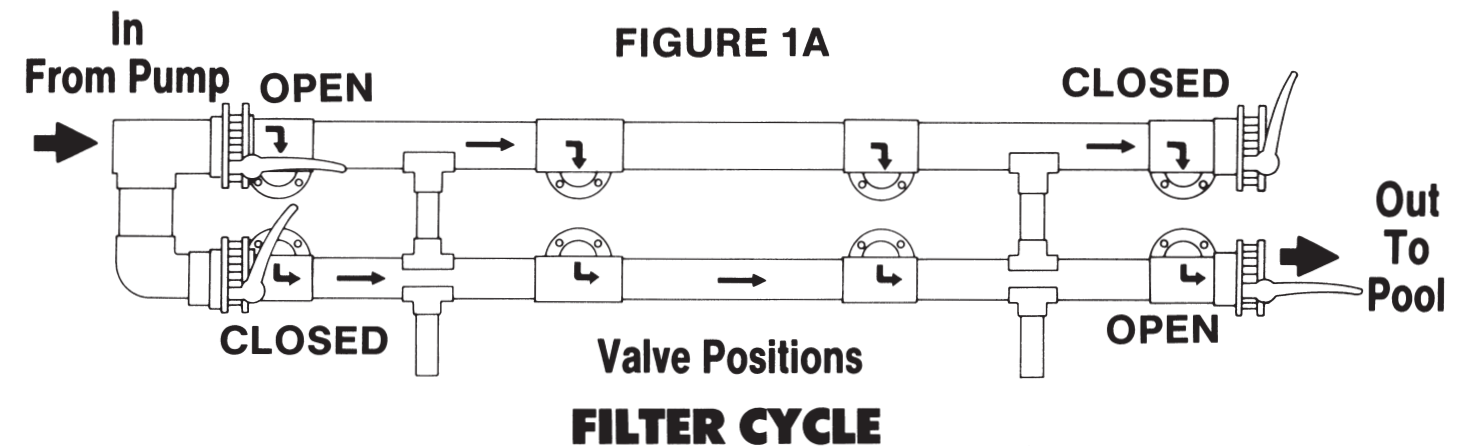 In
From Pump
FIGURE 1A
OPEN
CLOSED
Out
To
Pool
CLOSED
OPEN
Valve Positions
FILTER CYCLE